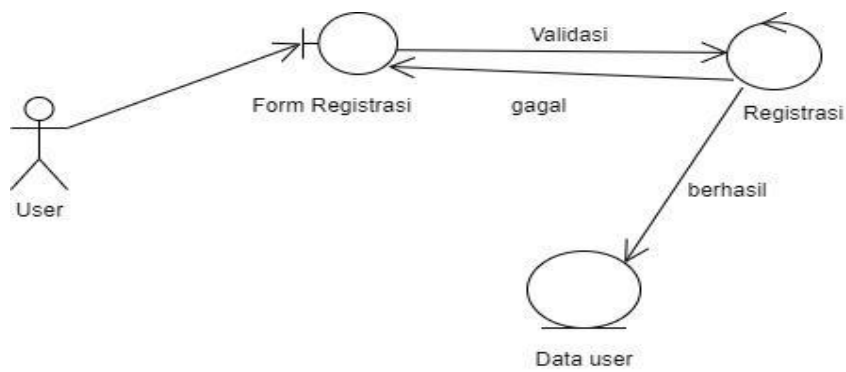 Validasi
Form Registrasi
gagal
Registrasi
User
berhasil
Data user